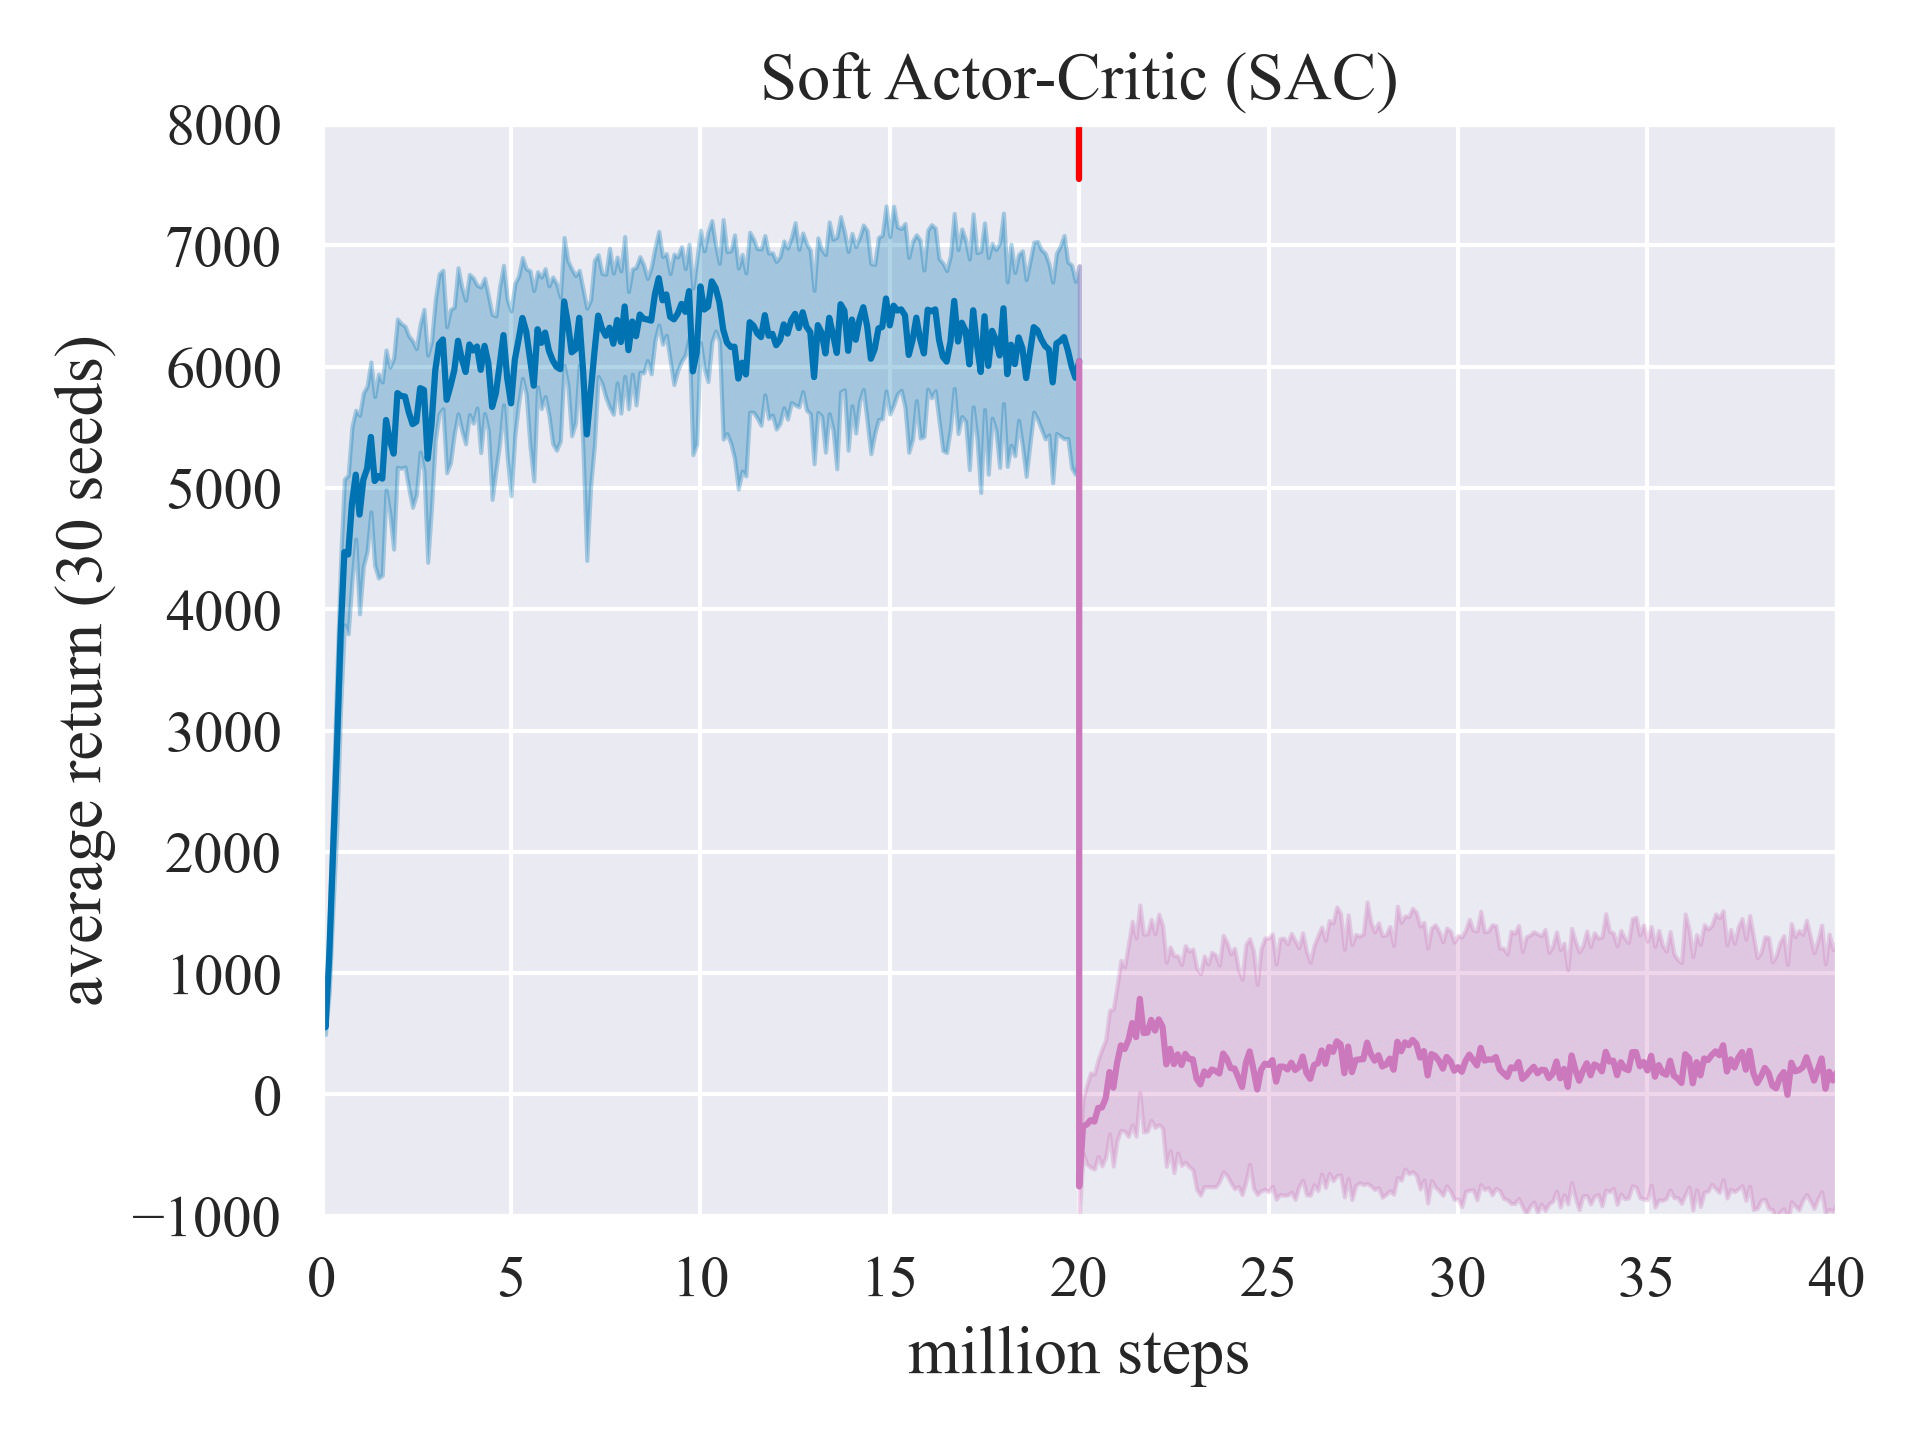 Soft Actor-Critic (SAC)
8000
7000
6000
5000
4000
3000
2000
1000
0
−1000
average return (30 seeds)
0 5 10 15 20 25 30 35 40
million steps